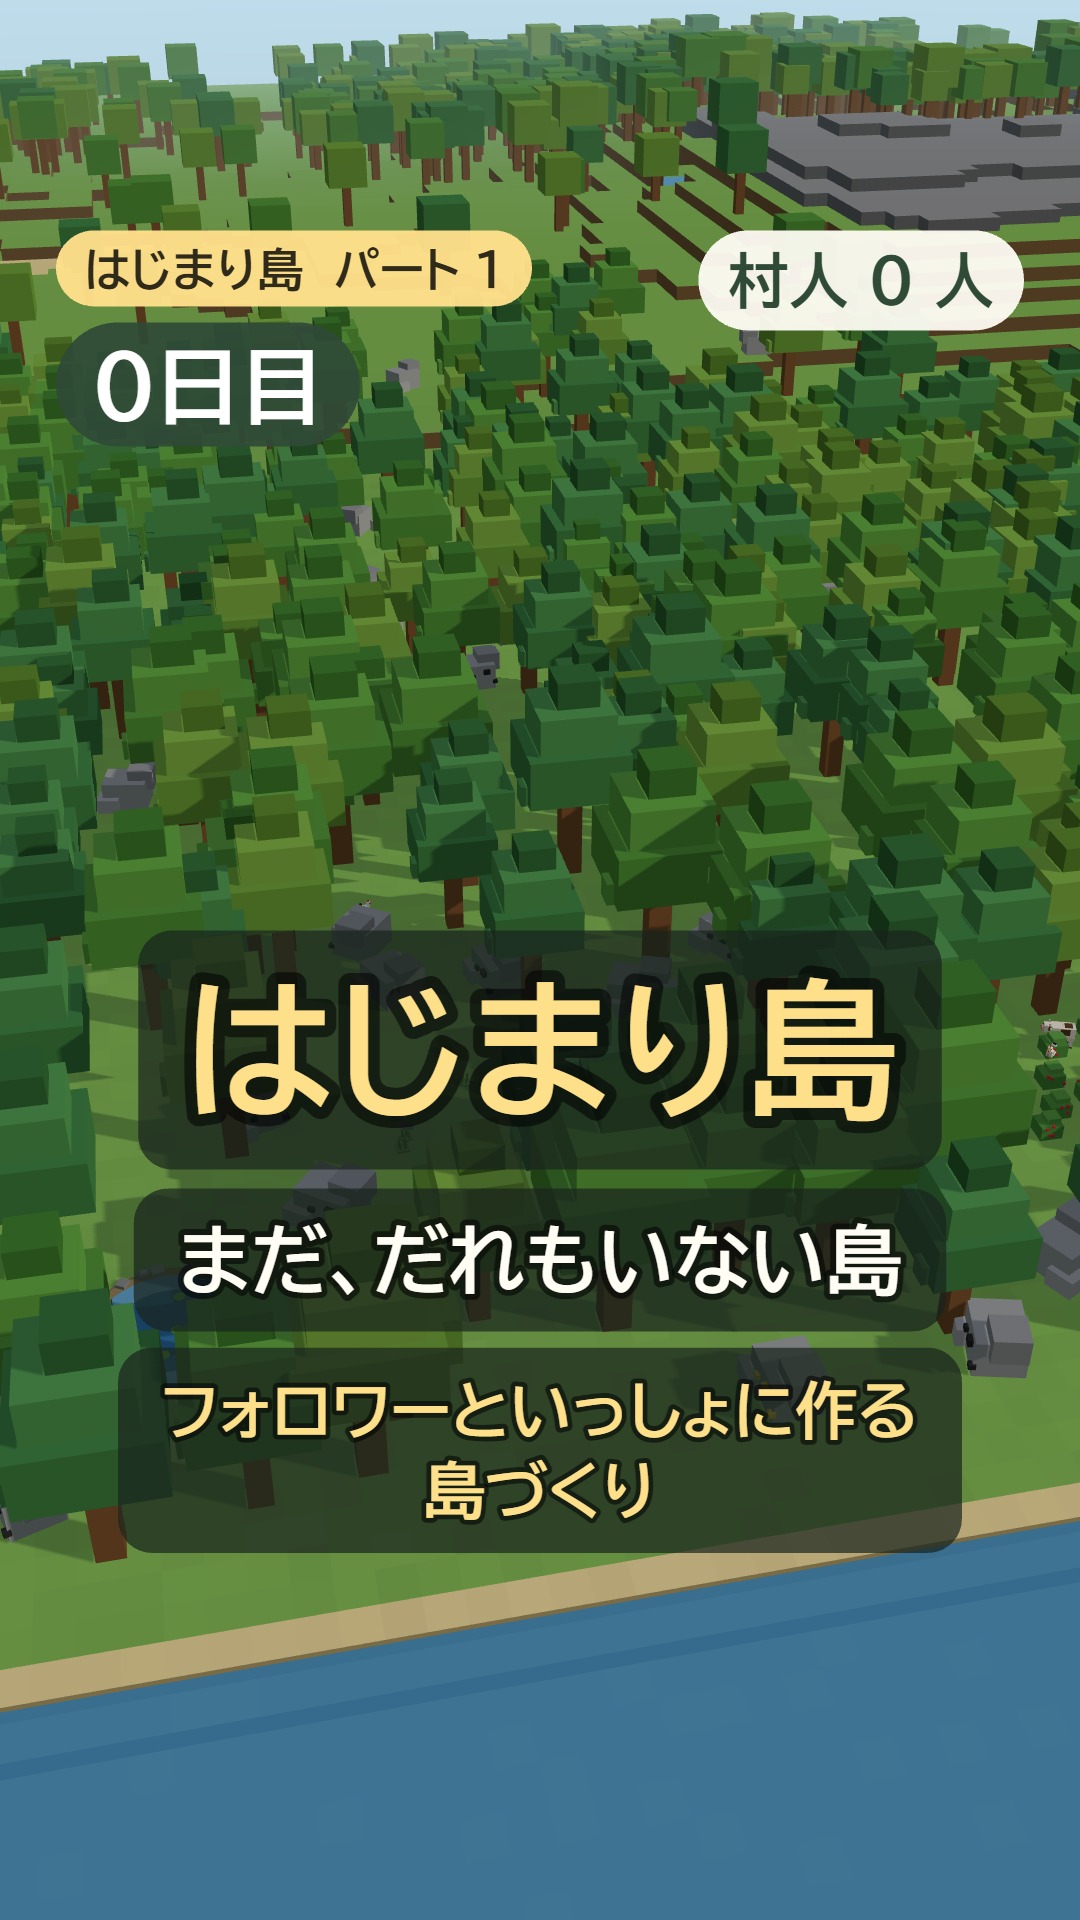 はじまり島 パート 1
村人 0 人
0日目
はじまり島
まだ、だれもいない島
フォロワーといっしょに作る
島づくり